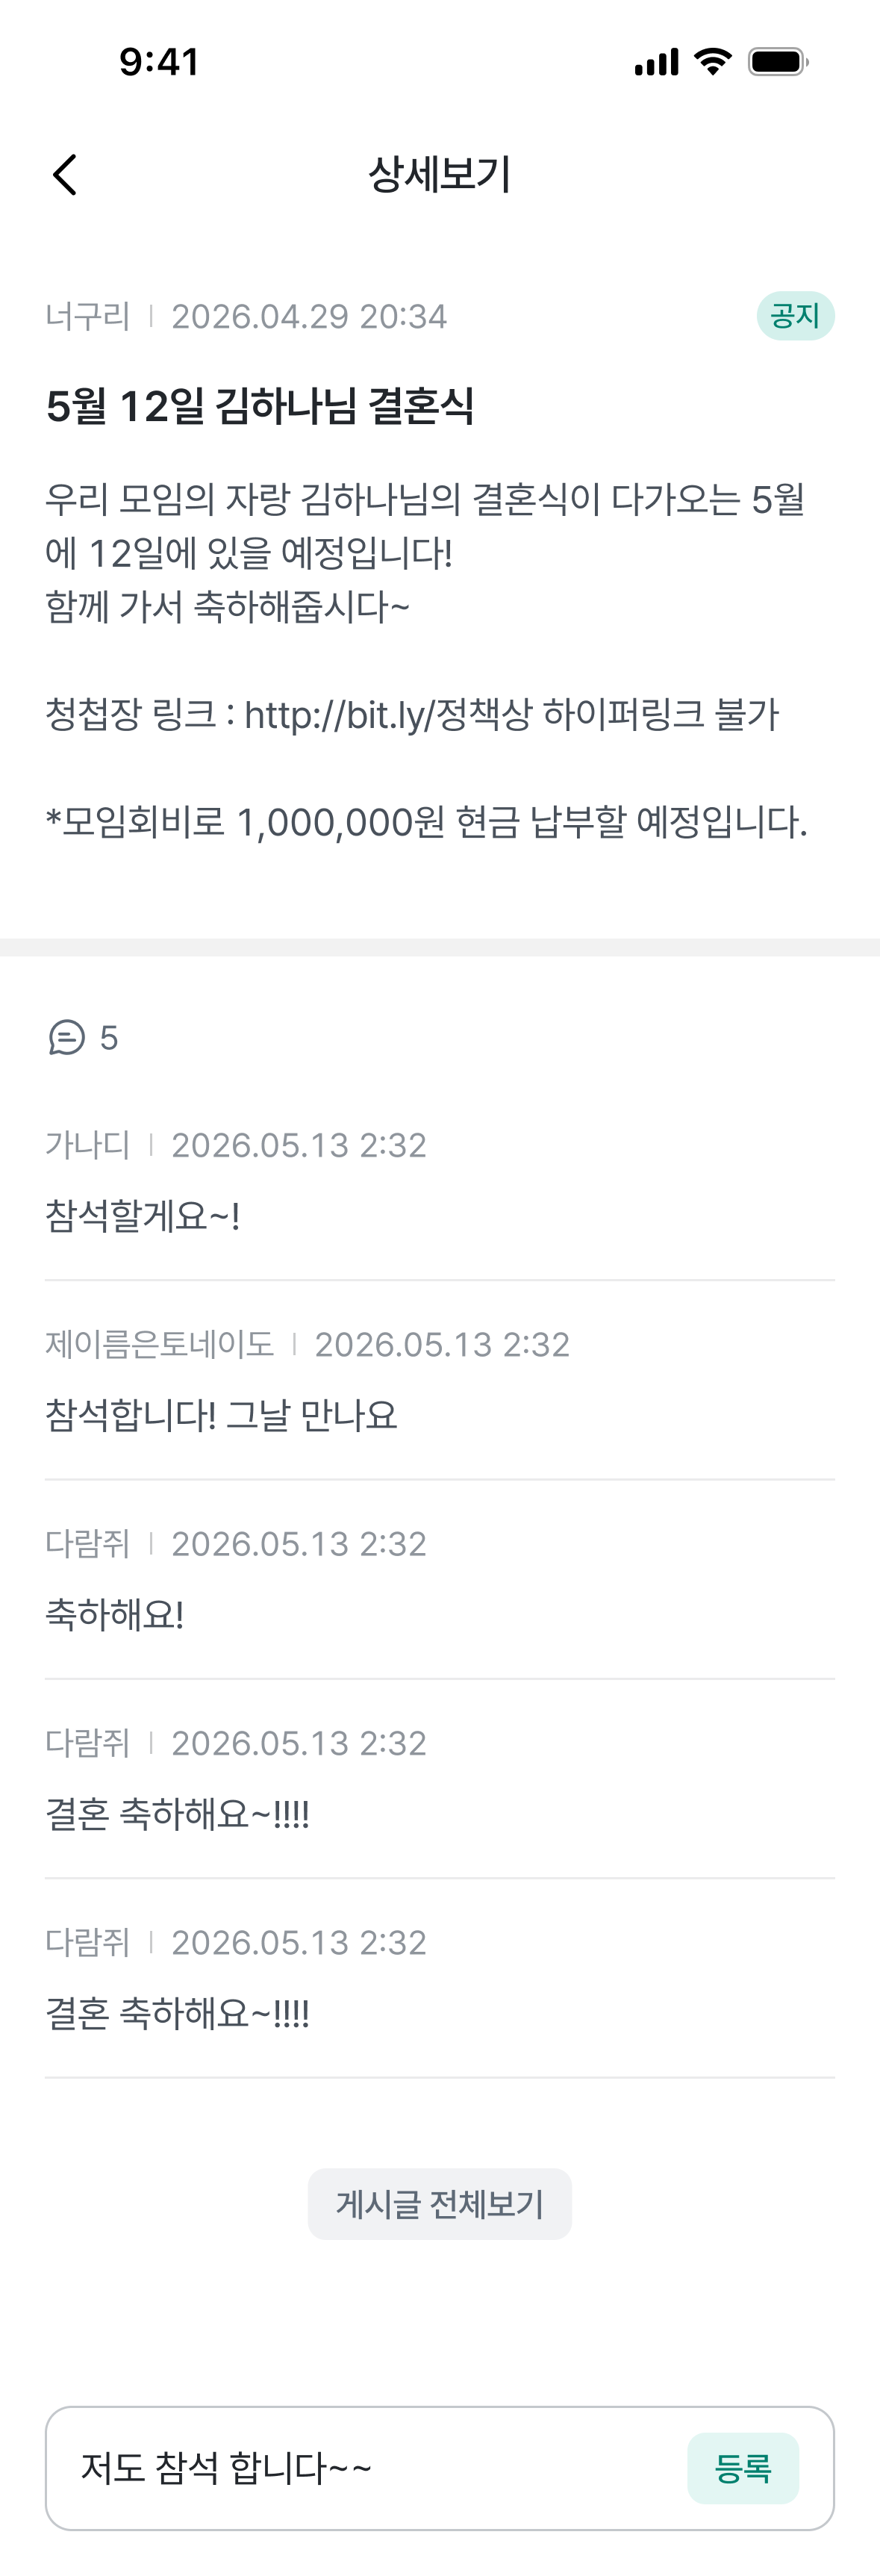 9:41
상세보기
너구리 | 2026.04.29 20:34
공지
5월 12일 김하나님 결혼식
우리 모임의 자랑 김하나님의 결혼식이 다가오는 5월
에 12일에 있을 예정입니다!
함께 가서 축하해줍시다~
청첩장 링크 : http://bit.ly/정책상 하이퍼링크 불가
*모임회비로 1,000,000원 현금 납부할 예정입니다.
5
가나디 | 2026.05.13 2:32
참석할게요~!
제이름은토네이도 | 2026.05.13 2:32
참석합니다! 그날 만나요
다람쥐 | 2026.05.13 2:32
축하해요!
다람쥐 | 2026.05.13 2:32
결혼 축하해요~!!!!
다람쥐 | 2026.05.13 2:32
결혼 축하해요~!!!!
게시글 전체보기
저도 참석 합니다~~
등록